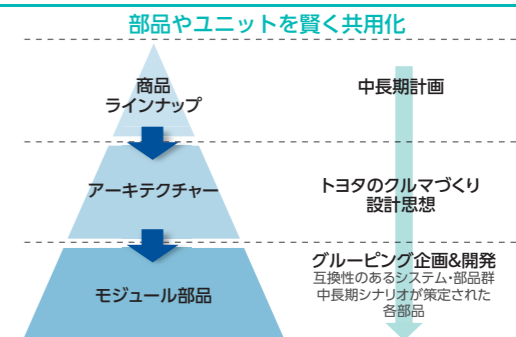 部品やユニットを賢く共用化
商品
ラインナップ
中長期計画
アーキテクチャー
トヨタのクルマづくり
設計思想
モジュール部品
グルーピング企画&開発
互換性のあるシステム・部品群
中長期シナリオが策定された
各部品